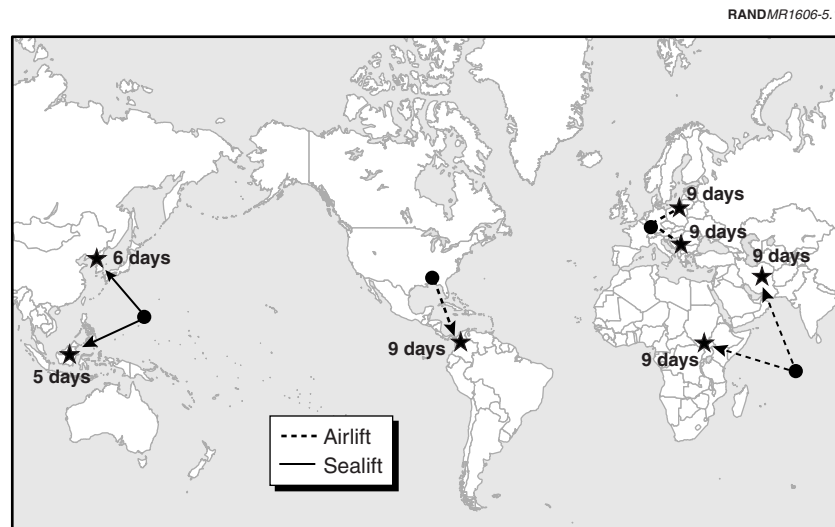 RANDMR1606-5.
9 days
9 days
6 days
9 days
9 days
9 days
5 days
Airlift
Sealift